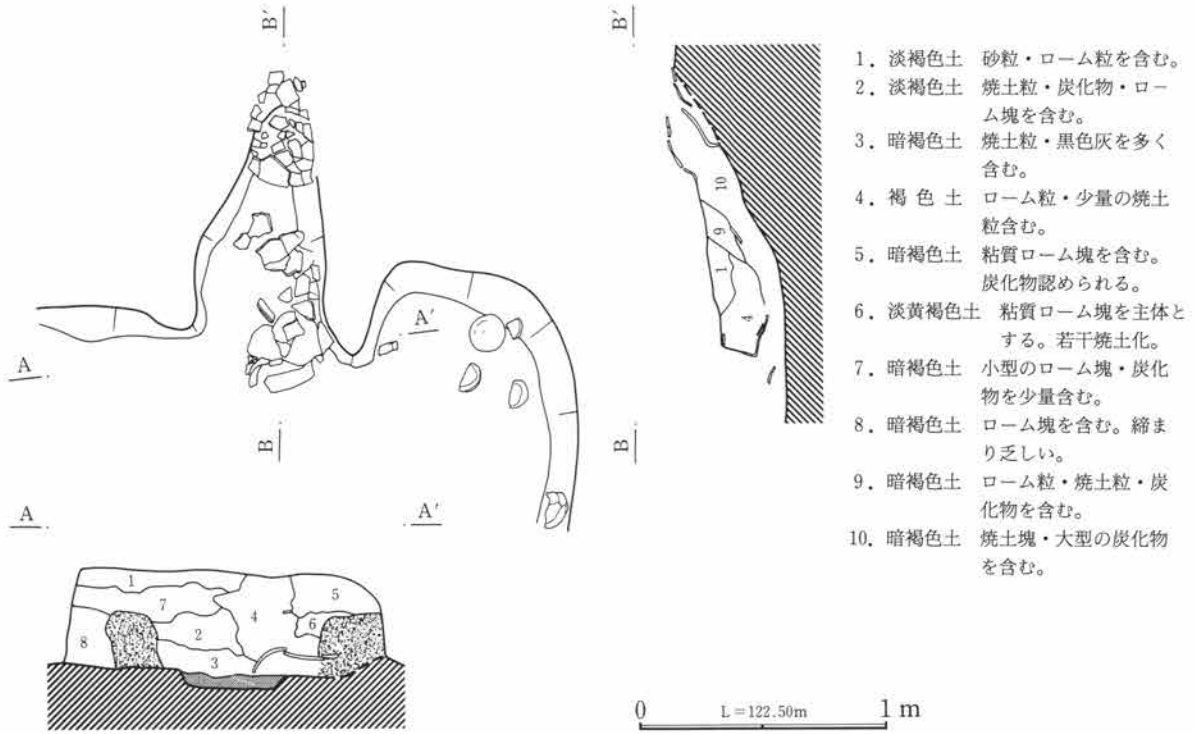 B′
B′
A
A′
B
B
A
A′
1
7
2
8
3
4
5
6
10
9
1
4
1. 淡褐色土 砂粒・ローム粒を含む。
2. 淡褐色土 焼土粒・炭化物・ロー
ム塊を含む。
3. 暗褐色土 焼土粒・黒色灰を多く
含む。
4. 褐色土 ローム粒・少量の焼土
粒含む。
5. 暗褐色土 粘質ローム塊を含む。
炭化物認められる。
6. 淡黄褐色土 粘質ローム塊を主体と
する。若干焼土化。
7. 暗褐色土 小型のローム塊・炭化
物を少量含む。
8. 暗褐色土 ローム塊を含む。締ま
り乏しい。
9. 暗褐色土 ローム粒・焼土粒・炭
化物を含む。
10. 暗褐色土 焼土塊・大型の炭化物
を含む。
0 L=122.50m 1m